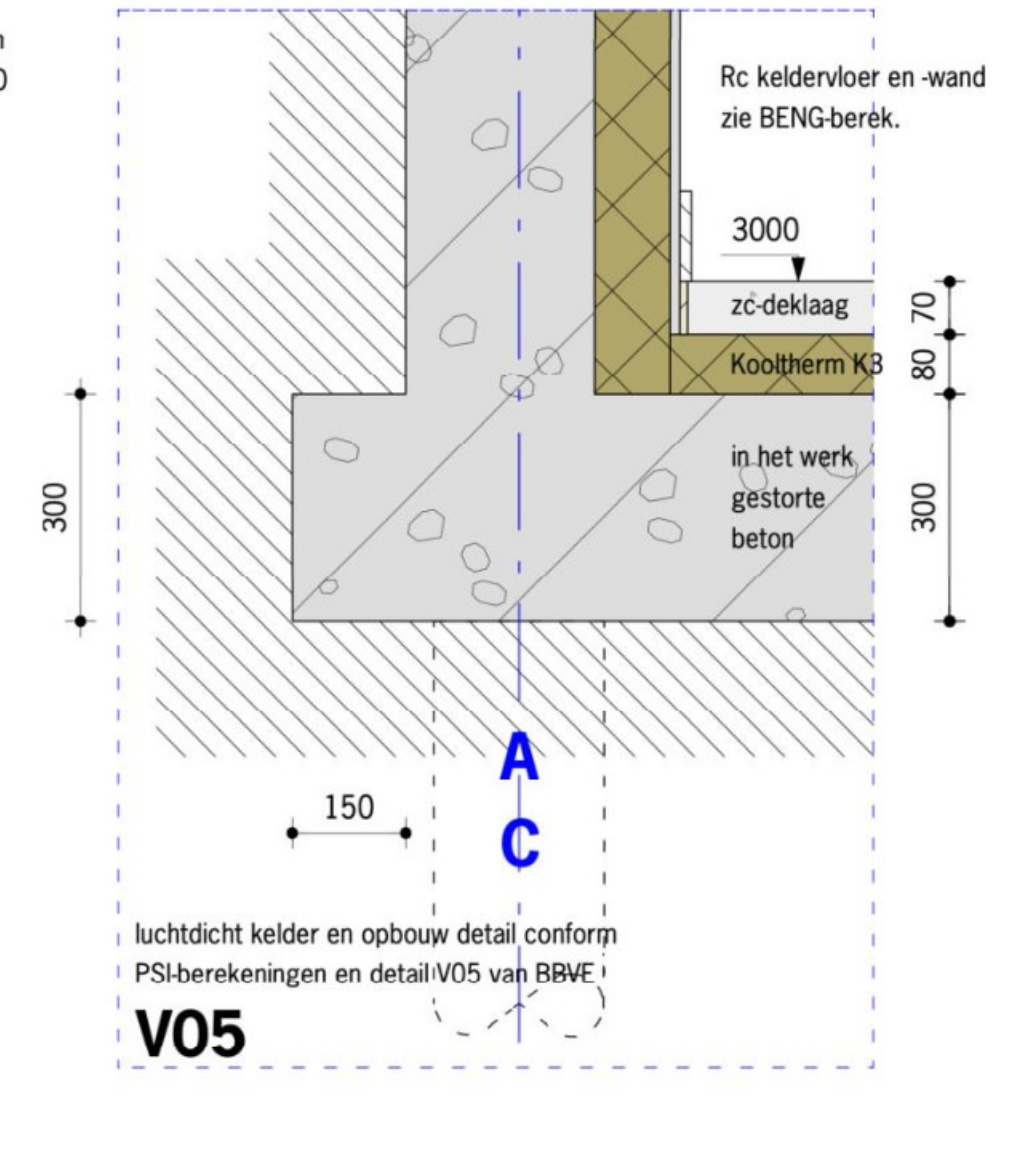 n
0
Rc keldervloer en -wand
zie BENG-berek.
3000
zc-deklaag
70
Kooltherm K3
80
in het werk
gestorte
beton
300
300
A
C
150
luchtdicht kelder en opbouw detail conform
PSI-berekeningen en detail V05 van BBVE
V05